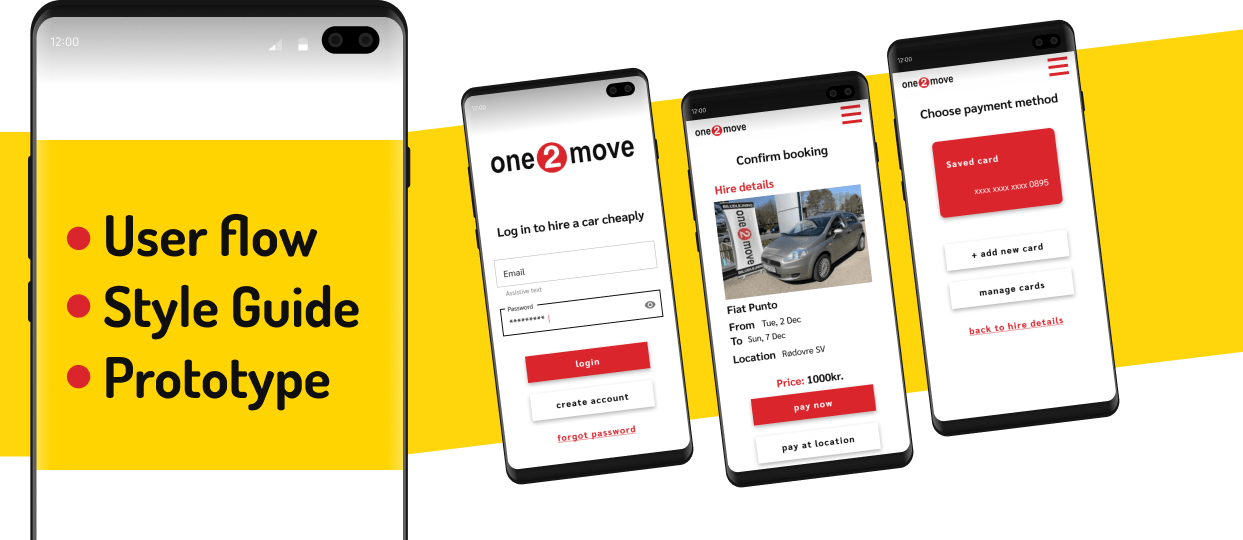 12:00
User flow
Style Guide
Prototype
12:00
one2move
Log in to hire a car cheaply
Email
Assistive text
Password
********* |
login
create account
forgot password
12:00
one2move
Confirm booking
Hire details
one2move
Fiat Punto
From Tue, 2 Dec
To Sun, 7 Dec
Location Rødovre SV
Price: 1000kr.
pay now
pay at location
12:00
one2move
Choose payment method
Saved card
xxxx xxxx xxxx 0895
+ add new card
manage cards
back to hire details